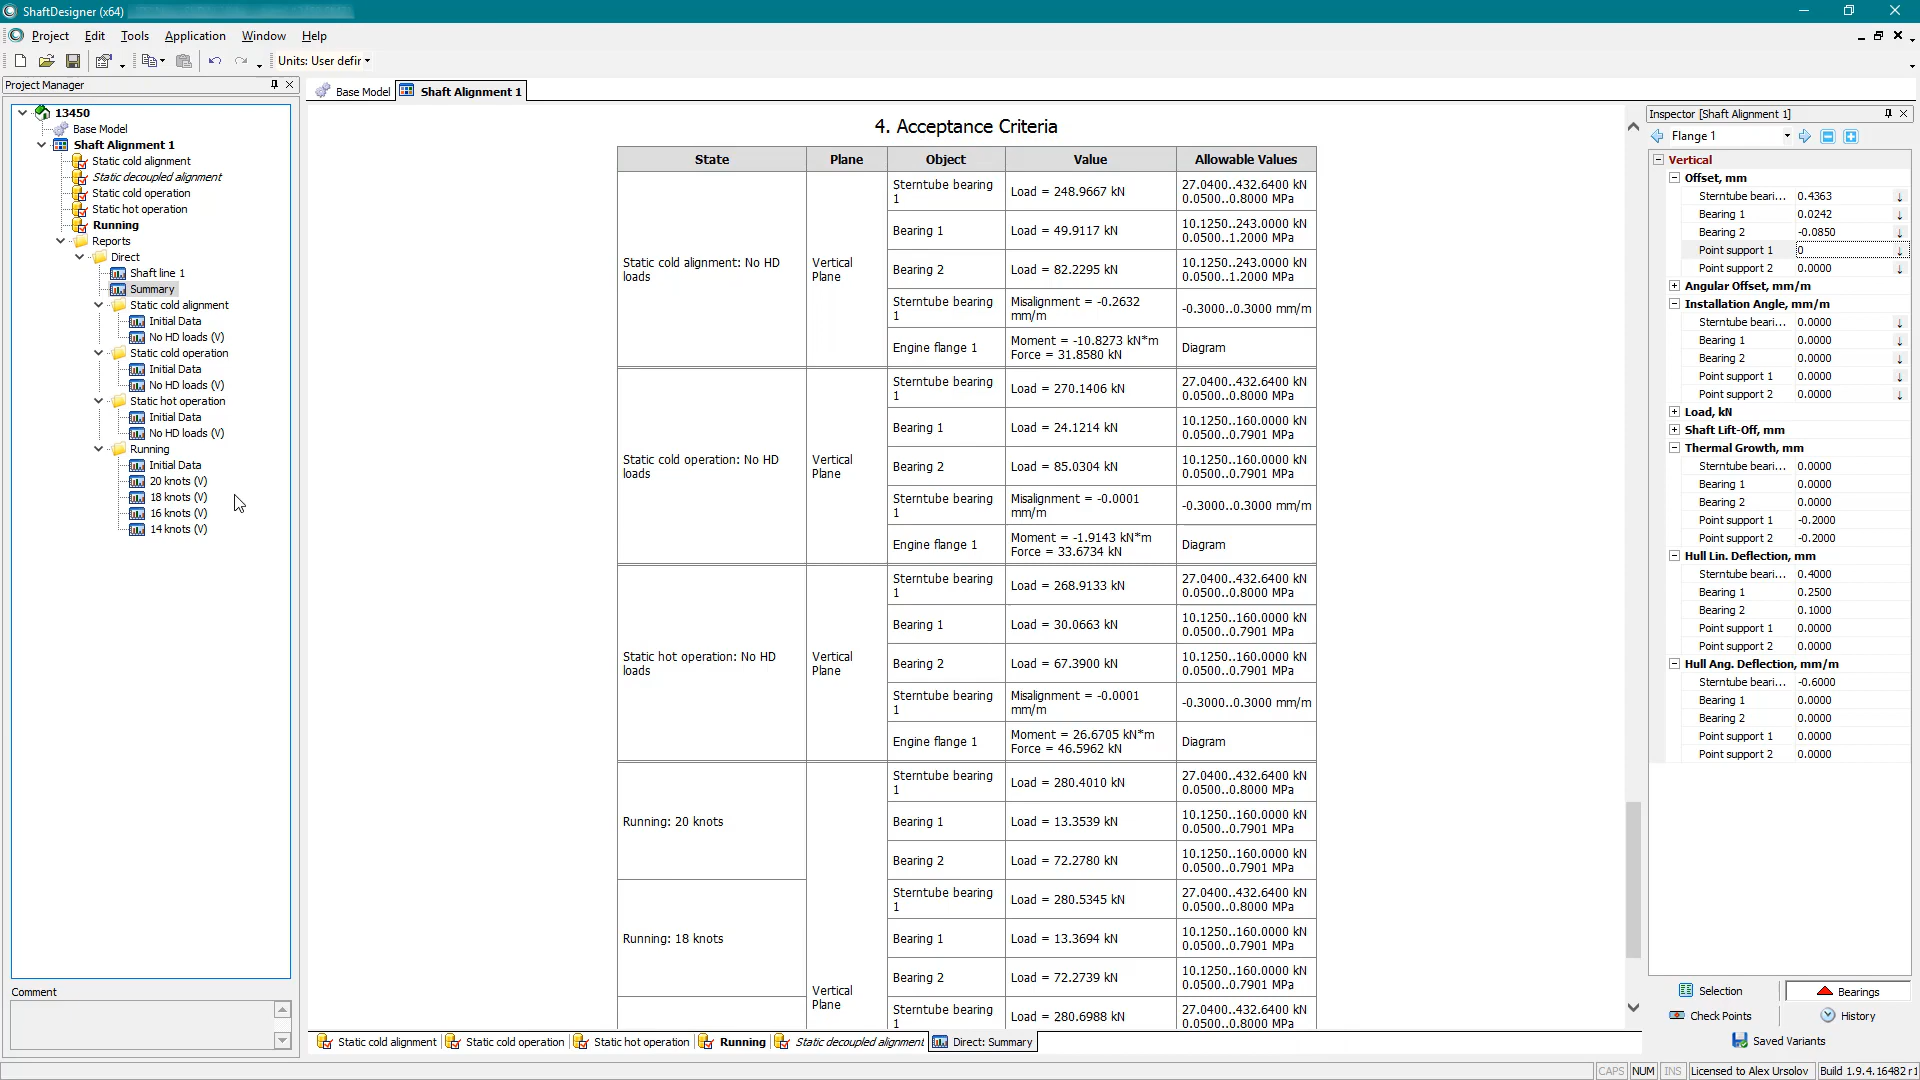 ShaftDesigner (x64)
Project Edit Tools Application Window Help
Units: User defir
Project Manager
13450
Base Model
Shaft Alignment 1
Static cold alignment
Static decoupled alignment
Static cold operation
Static hot operation
Running
Reports
Direct
Shaft line 1
Summary
Static cold alignment
Initial Data
No HD loads (V)
Static cold operation
Initial Data
No HD loads (V)
Static hot operation
Initial Data
No HD loads (V)
Running
Initial Data
20 knots (V)
18 knots (V)
16 knots (V)
14 knots (V)
Comment
Base Model Shaft Alignment 1
4. Acceptance Criteria
State Plane Object Value Allowable Values
Static cold alignment: No HD
loads
Vertical
Plane
Sterntube bearing
1
Load = 248.9667 kN
27.0400..432.6400 kN
0.0500..0.8000 MPa
Bearing 1
Load = 49.9117 kN
10.1250..243.0000 kN
0.0500..1.2000 MPa
Bearing 2
Load = 82.2295 kN
10.1250..243.0000 kN
0.0500..1.2000 MPa
Sterntube bearing
1
Misalignment = -0.2632
mm/m
-0.3000..0.3000 mm/m
Engine flange 1
Moment = -10.8273 kN*m
Force = 31.8580 kN
Diagram
Static cold operation: No HD
loads
Vertical
Plane
Sterntube bearing
1
Load = 270.1406 kN
27.0400..432.6400 kN
0.0500..0.8000 MPa
Bearing 1
Load = 24.1214 kN
10.1250..160.0000 kN
0.0500..0.7901 MPa
Bearing 2
Load = 85.0304 kN
10.1250..160.0000 kN
0.0500..0.7901 MPa
Sterntube bearing
1
Misalignment = -0.0001
mm/m
-0.3000..0.3000 mm/m
Engine flange 1
Moment = -1.9143 kN*m
Force = 33.6734 kN
Diagram
Static hot operation: No HD
loads
Vertical
Plane
Sterntube bearing
1
Load = 268.9133 kN
27.0400..432.6400 kN
0.0500..0.8000 MPa
Bearing 1
Load = 30.0663 kN
10.1250..160.0000 kN
0.0500..0.7901 MPa
Bearing 2
Load = 67.3900 kN
10.1250..160.0000 kN
0.0500..0.7901 MPa
Sterntube bearing
1
Misalignment = -0.0001
mm/m
-0.3000..0.3000 mm/m
Engine flange 1
Moment = 26.6705 kN*m
Force = 46.5962 kN
Diagram
Running: 20 knots
Sterntube bearing
1
Load = 280.4010 kN
27.0400..432.6400 kN
0.0500..0.8000 MPa
Bearing 1
Load = 13.3539 kN
10.1250..160.0000 kN
0.0500..0.7901 MPa
Bearing 2
Load = 72.2780 kN
10.1250..160.0000 kN
0.0500..0.7901 MPa
Running: 18 knots
Sterntube bearing
1
Load = 280.5345 kN
27.0400..432.6400 kN
0.0500..0.8000 MPa
Bearing 1
Load = 13.3694 kN
10.1250..160.0000 kN
0.0500..0.7901 MPa
Bearing 2
Load = 72.2739 kN
10.1250..160.0000 kN
0.0500..0.7901 MPa
Vertical
Plane
Sterntube bearing
1
Load = 280.6988 kN
27.0400..432.6400 kN
0.0500..0.8000 MPa
Static cold alignment Static cold operation Static hot operation Running Static decoupled alignment Direct: Summary
Inspector [Shaft Alignment 1]
Flange 1
Vertical
Offset, mm
Sterntube beari... 0.4363
Bearing 1 0.0242
Bearing 2 -0.0850
Point support 1 0
Point support 2 0.0000
Angular Offset, mm/m
Installation Angle, mm/m
Sterntube beari... 0.0000
Bearing 1 0.0000
Bearing 2 0.0000
Point support 1 0.0000
Point support 2 0.0000
Load, kN
Shaft Lift-Off, mm
Thermal Growth, mm
Sterntube beari... 0.0000
Bearing 1 0.0000
Bearing 2 0.0000
Point support 1 -0.2000
Point support 2 -0.2000
Hull Lin. Deflection, mm
Sterntube beari... 0.4000
Bearing 1 0.2500
Bearing 2 0.1000
Point support 1 0.0000
Point support 2 0.0000
Hull Ang. Deflection, mm/m
Sterntube beari... -0.6000
Bearing 1 0.0000
Bearing 2 0.0000
Point support 1 0.0000
Point support 2 0.0000
Selection Bearings
Check Points History
Saved Variants
CAPS NUM INS Licensed to Alex Ursolov Build 1.9.4.16482 r1